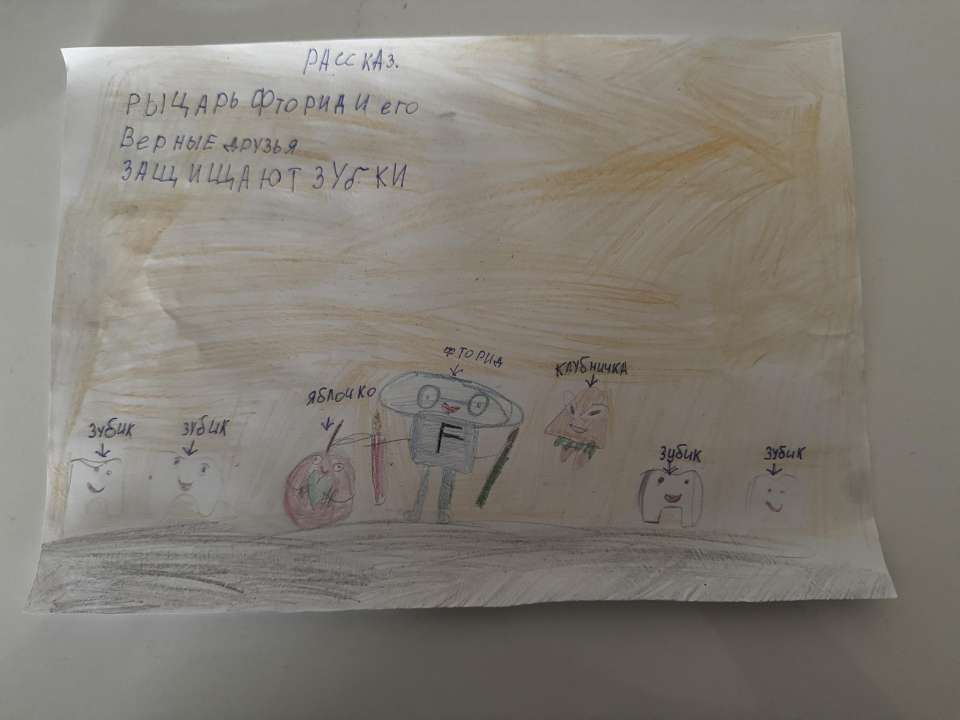 РАССКАЗ.
РЫЦАРЬ ФТОРИД И его
Верные друзья
ЗАЩИЩАЮТ ЗУбКИ
ФТОРИД
КЛУБНИЧКА
ЯБЛОЧКО
ЗУБИК
ЗУБИК
ЗУБИК
ЗУБИК
F